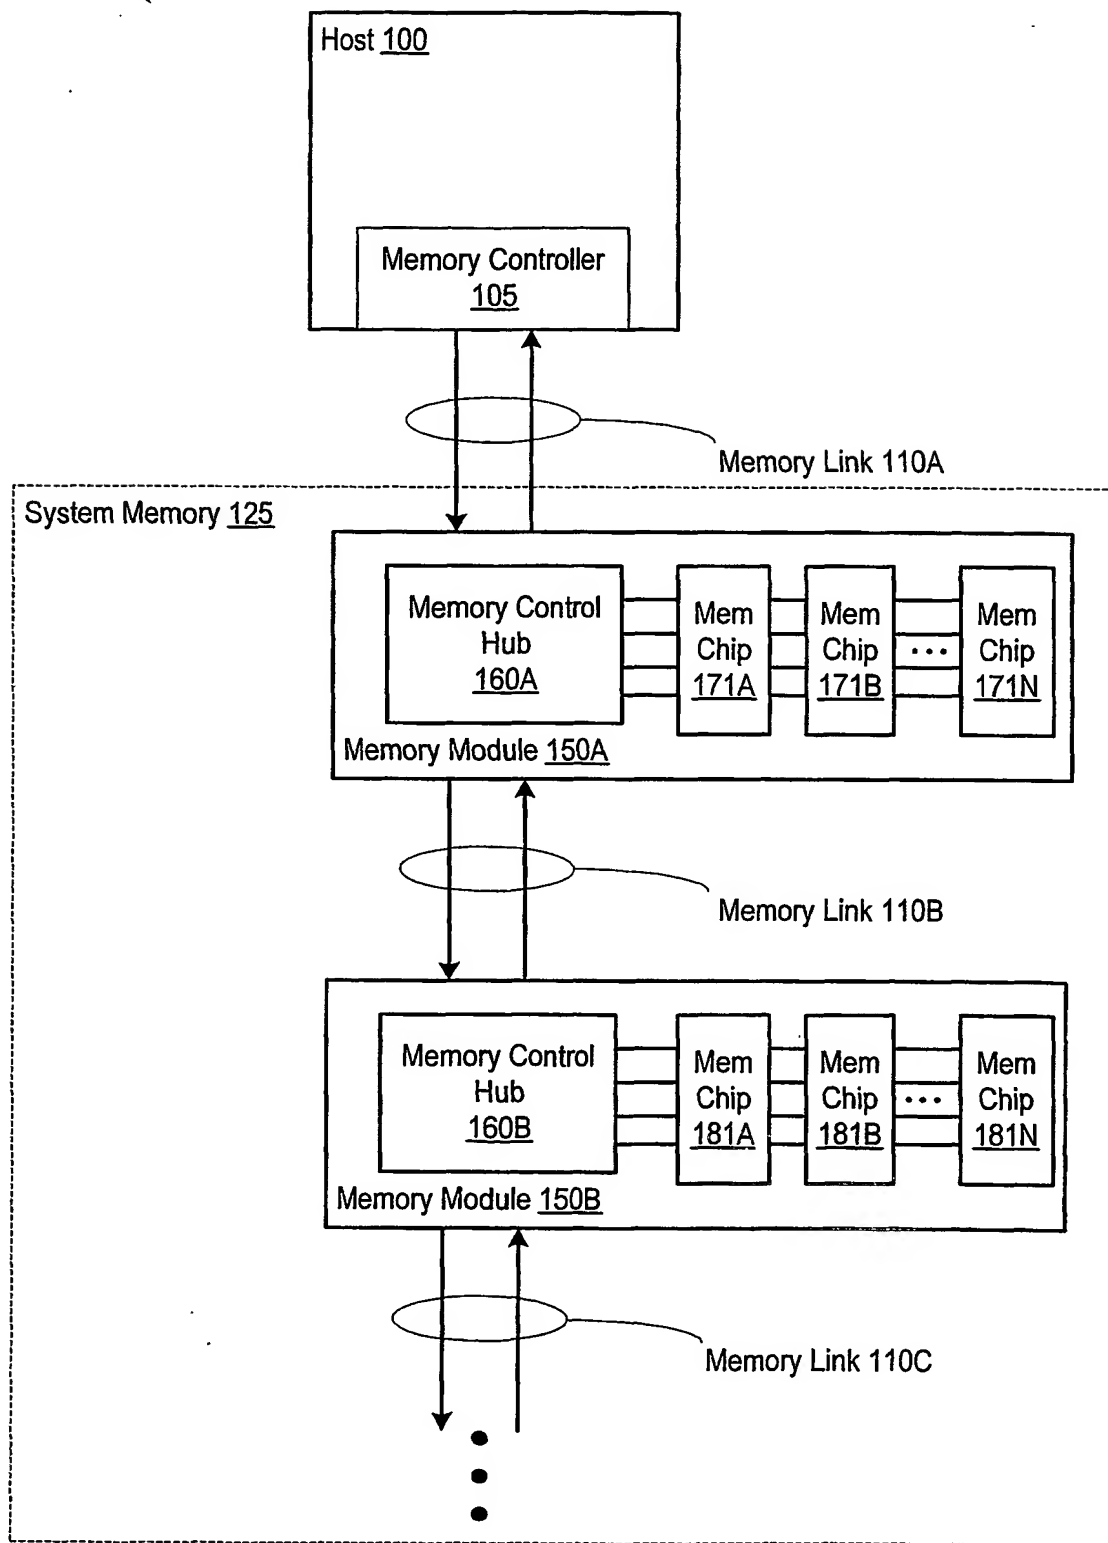 Host 100
Memory Controller
105
Memory Link 110A
System Memory 125
Memory Control
Hub
160A
Mem
Chip
171A
Mem
Chip
171B
...
Mem
Chip
171N
Memory Module 150A
Memory Link 110B
Memory Control
Hub
160B
Mem
Chip
181A
Mem
Chip
181B
...
Mem
Chip
181N
Memory Module 150B
Memory Link 110C